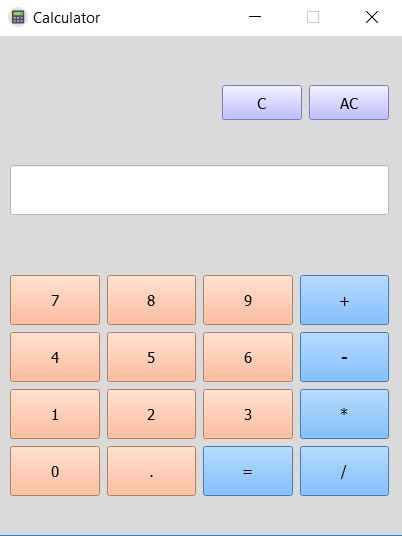 Calculator
C AC
7 8 9 +
4 5 6 -
1 2 3 *
0 . = /